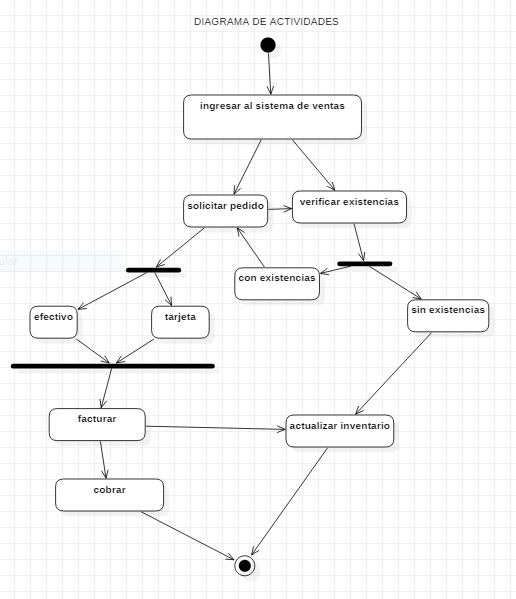 DIAGRAMA DE ACTIVIDADES
ingresar al sistema de ventas
solicitar pedido
verificar existencias
con existencias
sin existencias
efectivo
tarjeta
facturar
actualizar inventario
cobrar